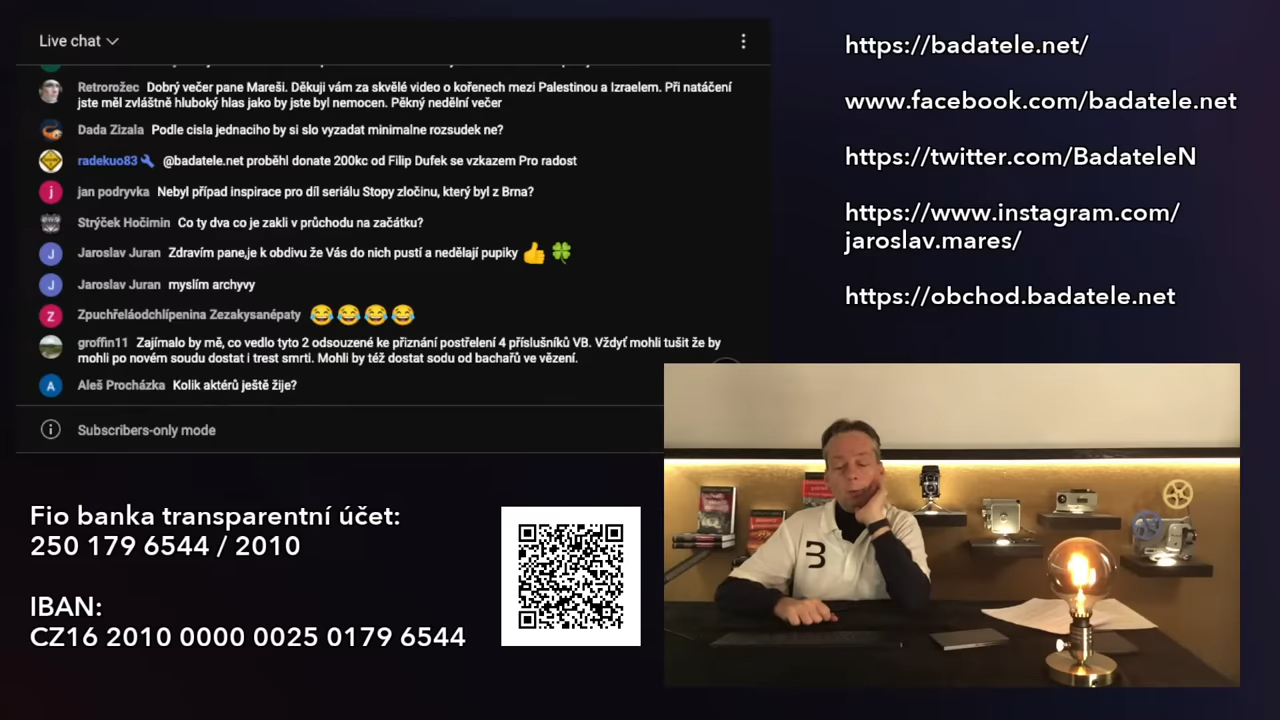 Live chat
Retrorožec Dobrý večer pane Mareši. Děkuji vám za skvělé video o kořenech mezi Palestinou a Izraelem. Při natáčení
jste měl zvláštně hluboký hlas jako by jste byl nemocen. Pěkný nedělní večer
Dada Zizala Podle cisla jednaciho by si slo vyzadat minimalne rozsudek ne?
radekuo83 @badatele.net proběhl donate 200kc od Filip Dufek se vzkazem Pro radost
j jan podryvka Nebyl případ inspirace pro díl seriálu Stopy zločinu, který byl z Brna?
Strýček Hočimin Co ty dva co je zakli v průchodu na začátku?
J Jaroslav Juran Zdravím pane,je k obdivu že Vás do nich pustí a nedělají pupiky 👍🍀
J Jaroslav Juran myslím archyvy
Z Zpuchřeláodchlípenina Zezakysanépaty 😂😂😂😂
groffin11 Zajímalo by mě, co vedlo tyto 2 odsouzené ke přiznání postřelení 4 příslušníků VB. Vždyť mohli tušit že by
mohli po novém soudu dostat i trest smrti. Mohli by též dostat sodu od bachařů ve vězení.
A Aleš Procházka Kolik aktérů ještě žije?
Subscribers-only mode
https://badatele.net/
www.facebook.com/badatele.net
https://twitter.com/BadateleN
https://www.instagram.com/
jaroslav.mares/
https://obchod.badatele.net
Fio banka transparentní účet:
250 179 6544 / 2010
IBAN:
CZ16 2010 0000 0025 0179 6544
B